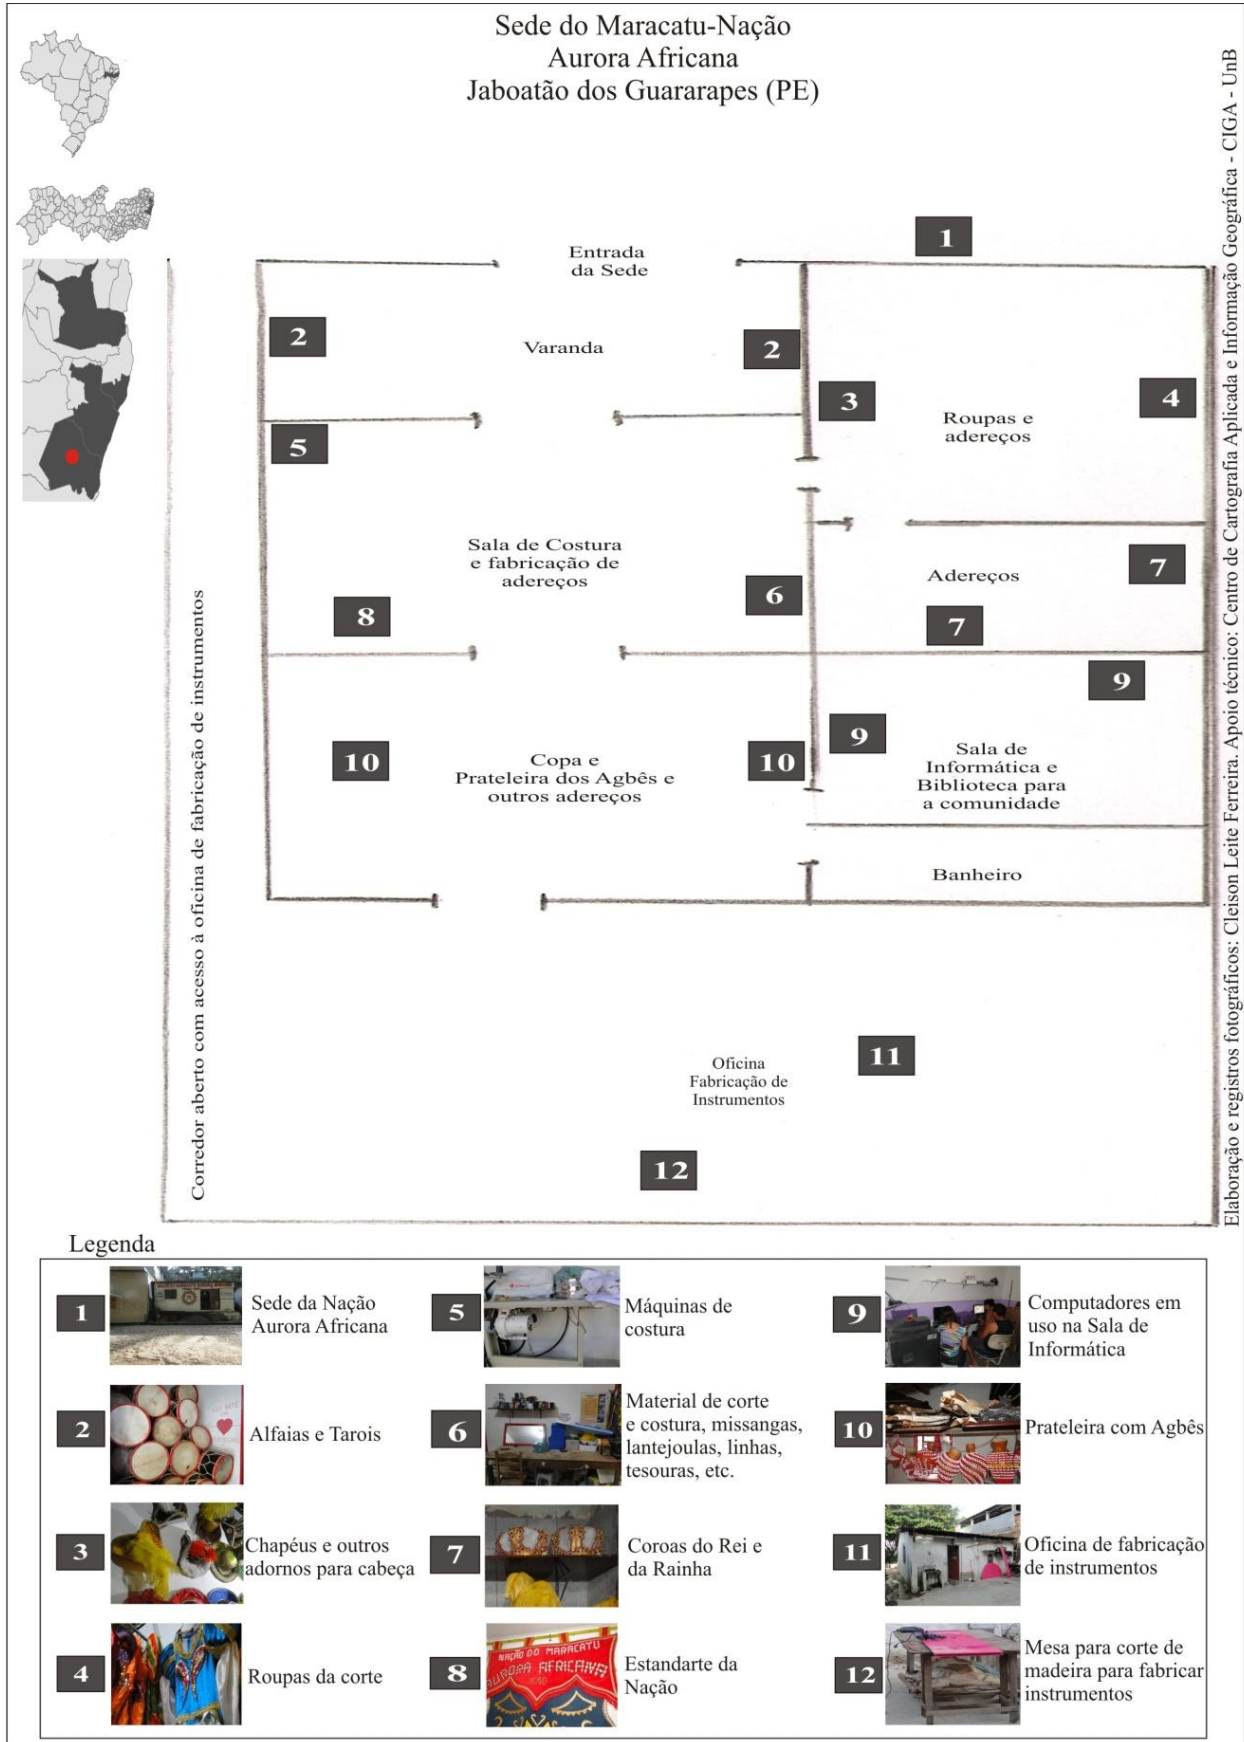 Sede do Maracatu-Nação
Aurora Africana
Jaboatão dos Guararapes (PE)
Elaboração e registros fotográficos: Cleison Leite Ferreira. Apoio técnico: Centro de Cartografia Aplicada e Informação Geográfica - CIGA - UnB
1
Entrada
da Sede
2
Varanda
2
3
4
Roupas e
adereços
5
Sala de Costura
e fabricação de
adereços
6
Adereços
7
7
8
9
9
10
Copa e
Prateleira dos Agbês e
outros adereços
10
Sala de
Informática e
Biblioteca para
a comunidade
Banheiro
Corredor aberto com acesso à oficina de fabricação de instrumentos
11
Oficina
Fabricação de
Instrumentos
12
Legenda
1
Sede da Nação
Aurora Africana
2
Alfaias e Tarois
3
Chapéus e outros
adornos para cabeça
4
Roupas da corte
5
Máquinas de
costura
6
Material de corte
e costura, missangas,
lantejoulas, linhas,
tesouras, etc.
7
Coroas do Rei e
da Rainha
8
NAÇÃO DO MARACATU
AURORA AFRICANA
Estandarte da
Nação
9
Computadores em
uso na Sala de
Informática
10
Prateleira com Agbês
11
Oficina de fabricação
de instrumentos
12
Mesa para corte de
madeira para fabricar
instrumentos